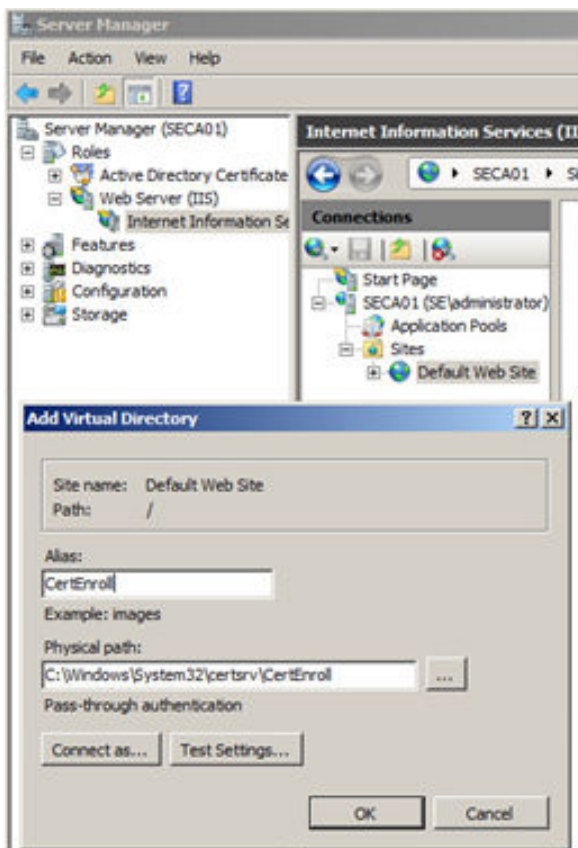 Server Manager
File Action View Help
Server Manager (SECA01)
Roles
Active Directory Certificate
Web Server (IIS)
Internet Information Se
Features
Diagnostics
Configuration
Storage
Internet Information Services (II
SECA01
Connections
Start Page
SECA01 (SE\administrator)
Application Pools
Sites
Default Web Site
Add Virtual Directory
Site name: Default Web Site
Path: /
Alias:
CertEnroll
Example: images
Physical path:
C:\Windows\System32\certsrv\CertEnroll
...
Pass-through authentication
Connect as... Test Settings...
OK Cancel